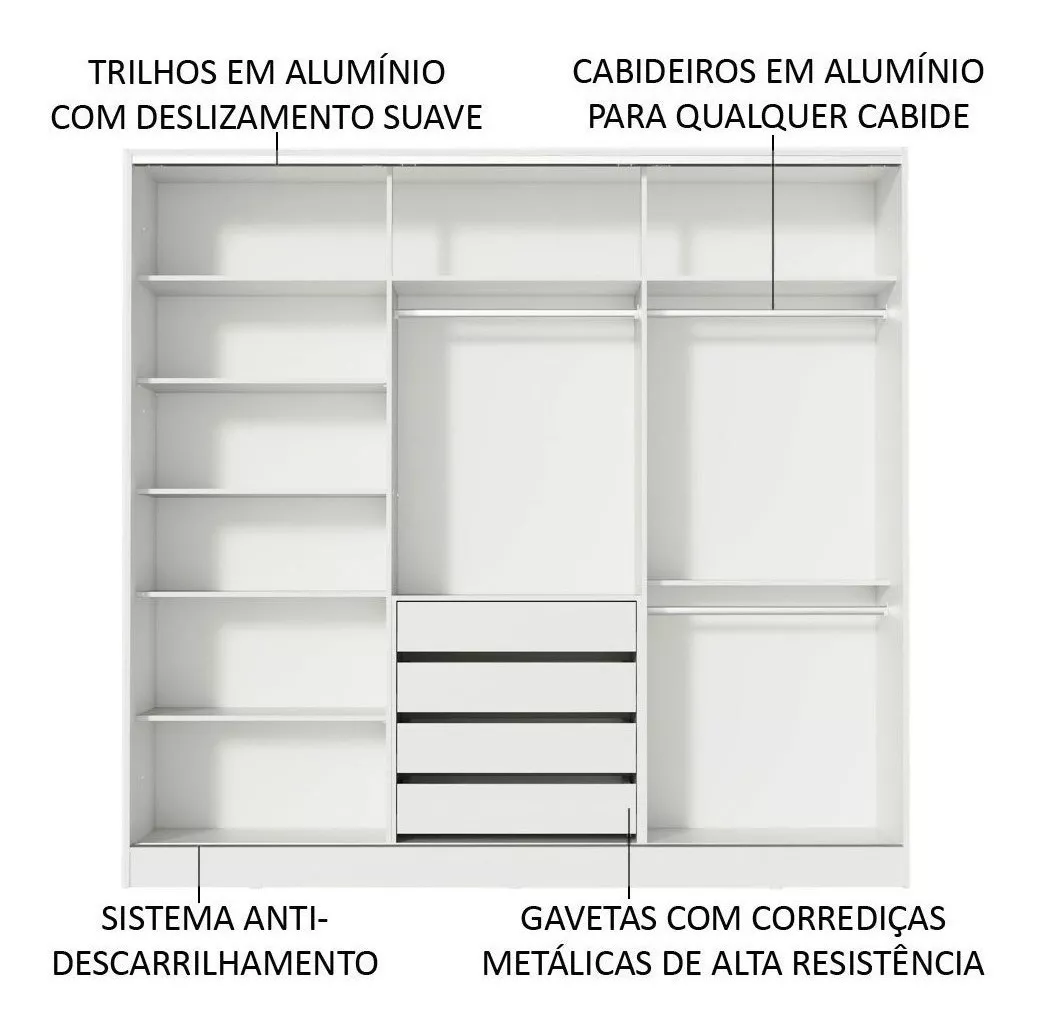 TRILHOS EM ALUMÍNIO
COM DESLIZAMENTO SUAVE
CABIDEIROS EM ALUMÍNIO
PARA QUALQUER CABIDE
SISTEMA ANTI-
DESCARRILHAMENTO
GAVETAS COM CORREDIÇAS
METÁLICAS DE ALTA RESISTÊNCIA